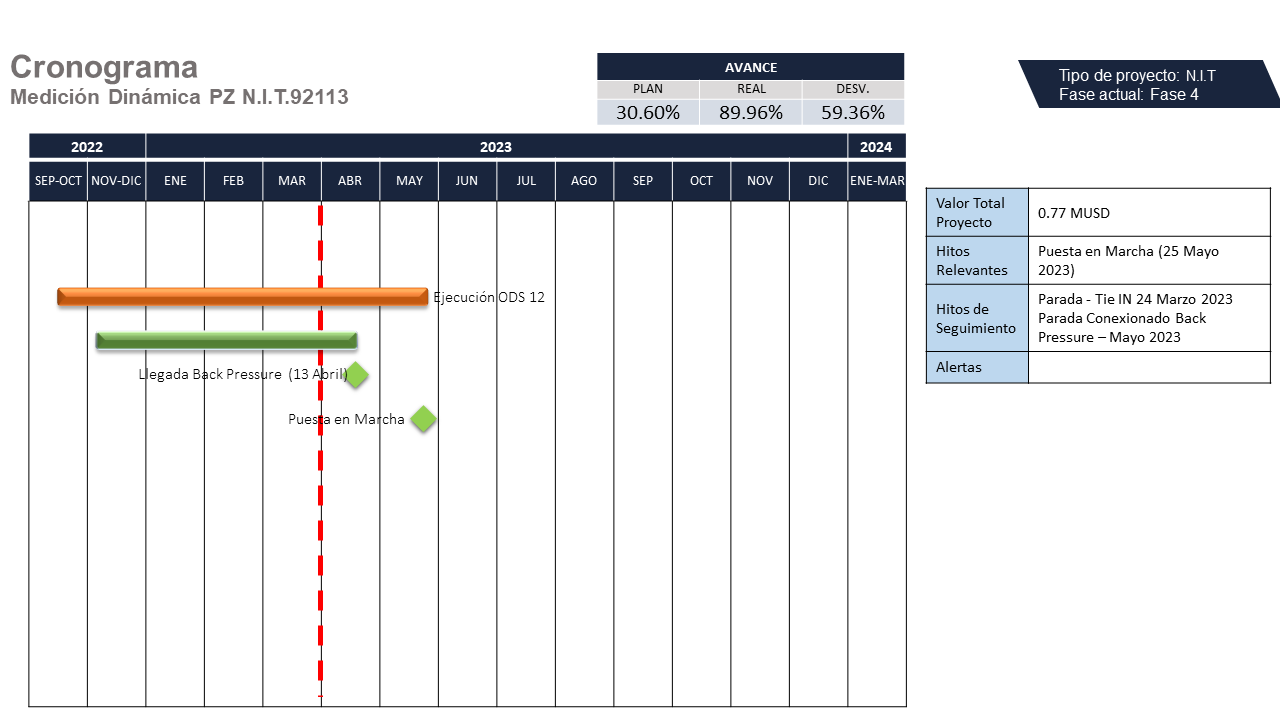 Cronograma
Medición Dinámica PZ N.I.T.92113
AVANCE
PLAN REAL DESV.
30.60% 89.96% 59.36%
Tipo de proyecto: N.I.T
Fase actual: Fase 4
2022 2023 2024
SEP-OCT NOV-DIC ENE FEB MAR ABR MAY JUN JUL AGO SEP OCT NOV DIC ENE-MAR
Ejecución ODS 12
Llegada Back Pressure (13 Abril)
Puesta en Marcha
Valor Total
Proyecto
0.77 MUSD
Hitos
Relevantes
Puesta en Marcha (25 Mayo
2023)
Hitos de
Seguimiento
Parada - Tie IN 24 Marzo 2023
Parada Conexionado Back
Pressure – Mayo 2023
Alertas